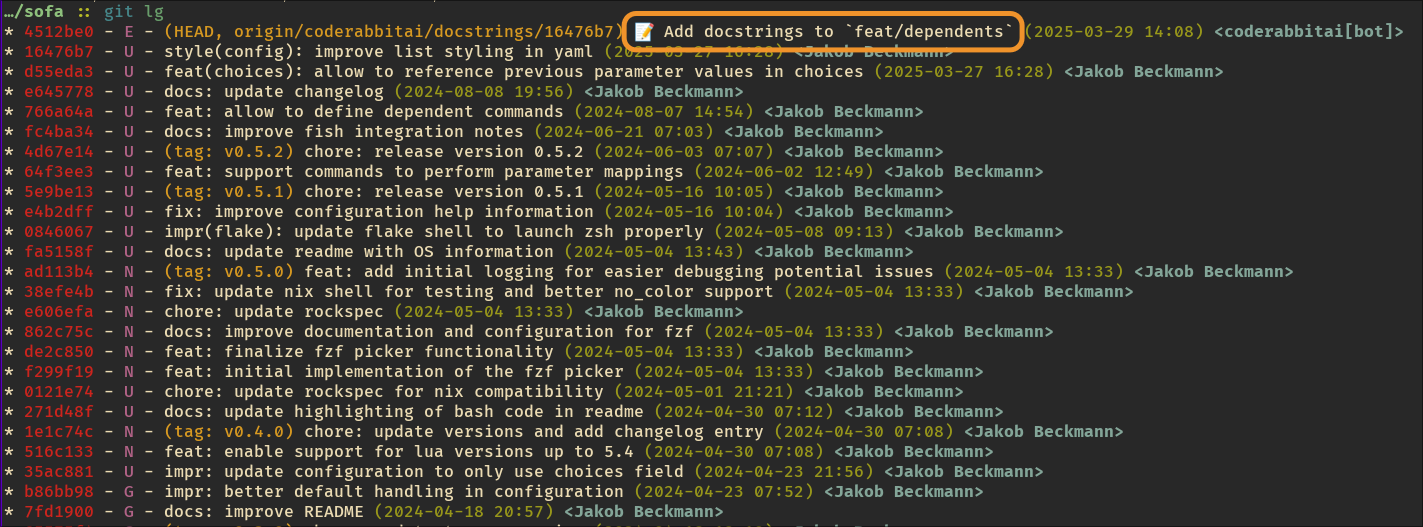 …/sofa :: git lg
* 4512be0 - E - (HEAD, origin/coderabbitai/docstrings/16476b7) 📝 Add docstrings to `feat/dependents` (2025-03-29 14:08) <coderabbitai[bot]>
* 16476b7 - U - style(config): improve list styling in yaml (2025-03-27 16:28) <Jakob Beckmann>
* d55eda3 - U - feat(choices): allow to reference previous parameter values in choices (2025-03-27 16:28) <Jakob Beckmann>
* e645778 - U - docs: update changelog (2024-08-08 19:56) <Jakob Beckmann>
* 766a64a - U - feat: allow to define dependent commands (2024-08-07 14:54) <Jakob Beckmann>
* fc4ba34 - U - docs: improve fish integration notes (2024-06-21 07:03) <Jakob Beckmann>
* 4d67e14 - U - (tag: v0.5.2) chore: release version 0.5.2 (2024-06-03 07:07) <Jakob Beckmann>
* 64f3ee3 - U - feat: support commands to perform parameter mappings (2024-06-02 12:49) <Jakob Beckmann>
* 5e9be13 - U - (tag: v0.5.1) chore: release version 0.5.1 (2024-05-16 10:05) <Jakob Beckmann>
* e4b2dff - U - fix: improve configuration help information (2024-05-16 10:04) <Jakob Beckmann>
* 0846067 - U - impr(flake): update flake shell to launch zsh properly (2024-05-08 09:13) <Jakob Beckmann>
* fa5158f - U - docs: update readme with OS information (2024-05-04 13:43) <Jakob Beckmann>
* ad113b4 - N - (tag: v0.5.0) feat: add initial logging for easier debugging potential issues (2024-05-04 13:33) <Jakob Beckmann>
* 38efe4b - N - fix: update nix shell for testing and better no_color support (2024-05-04 13:33) <Jakob Beckmann>
* e606efa - N - chore: update rockspec (2024-05-04 13:33) <Jakob Beckmann>
* 862c75c - N - docs: improve documentation and configuration for fzf (2024-05-04 13:33) <Jakob Beckmann>
* de2c850 - N - feat: finalize fzf picker functionality (2024-05-04 13:33) <Jakob Beckmann>
* f299f19 - N - feat: initial implementation of the fzf picker (2024-05-04 13:33) <Jakob Beckmann>
* 0121e74 - U - chore: update rockspec for nix compatibility (2024-05-01 21:21) <Jakob Beckmann>
* 271d48f - U - docs: update highlighting of bash code in readme (2024-04-30 07:12) <Jakob Beckmann>
* 1e1c74c - N - (tag: v0.4.0) chore: update versions and add changelog entry (2024-04-30 07:08) <Jakob Beckmann>
* 516c133 - N - feat: enable support for lua versions up to 5.4 (2024-04-30 07:08) <Jakob Beckmann>
* 35ac881 - U - impr: update configuration to only use choices field (2024-04-23 21:56) <Jakob Beckmann>
* b86bb98 - G - impr: better default handling in configuration (2024-04-23 07:52) <Jakob Beckmann>
* 7fd1900 - G - docs: improve README (2024-04-18 20:57) <Jakob Beckmann>